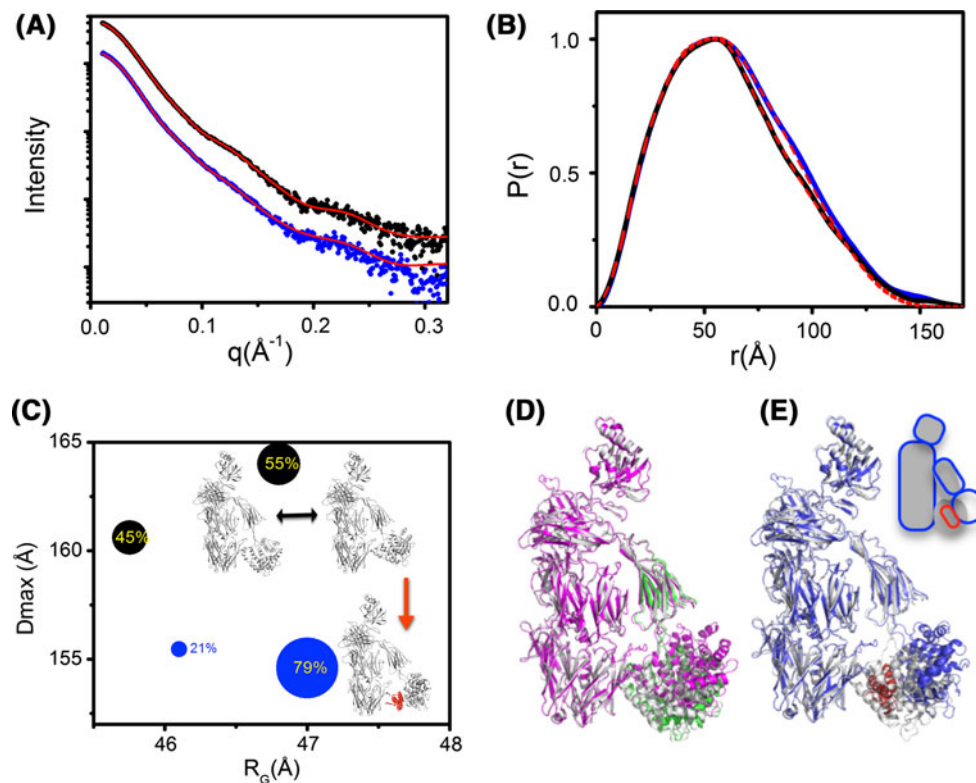 (A)
Intensity
0.0 0.1 0.2 0.3
q(Å⁻¹)
(B)
P(r)
1.0
0.5
0.0
0 50 100 150
r(Å)
(C)
Dmax (Å)
165
160
155
55%
45%
21%
79%
46 47 48
R_G(Å)
(D)
(E)